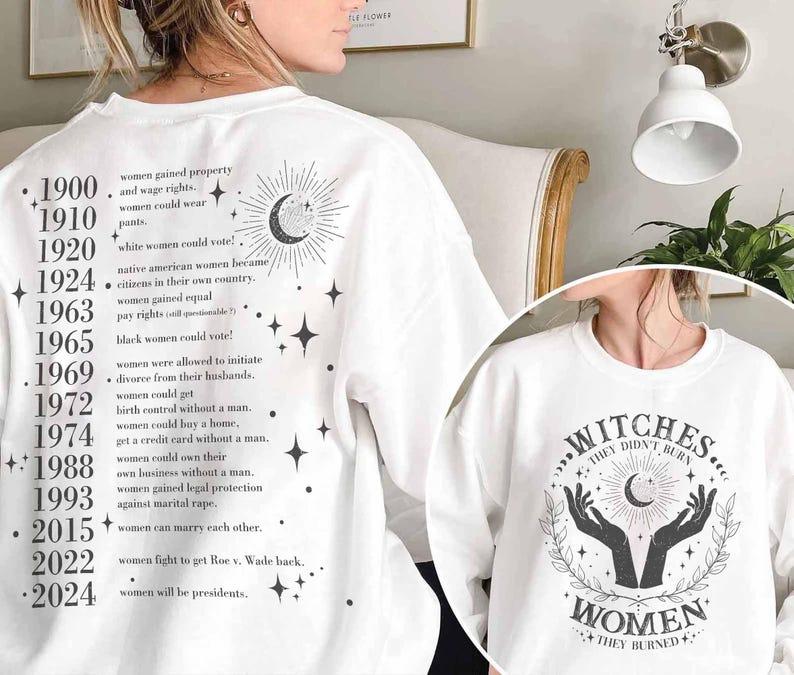 LE FLOWER
1900 women gained property
and wage rights.
1910 women could wear
pants.
1920 white women could vote!
1924 native american women became
citizens in their own country.
1963 women gained equal
pay rights (still questionable ?)
1965 black women could vote!
1969 women were allowed to initiate
divorce from their husbands.
1972 women could get
birth control without a man.
1974 women could buy a home,
get a credit card without a man.
1988 women could own their
own business without a man.
1993 women gained legal protection
against marital rape.
2015 women can marry each other.
2022 women fight to get Roe v. Wade back.
2024 women will be presidents.
WITCHES
THEY DIDN'T BURN
WOMEN
THEY BURNED